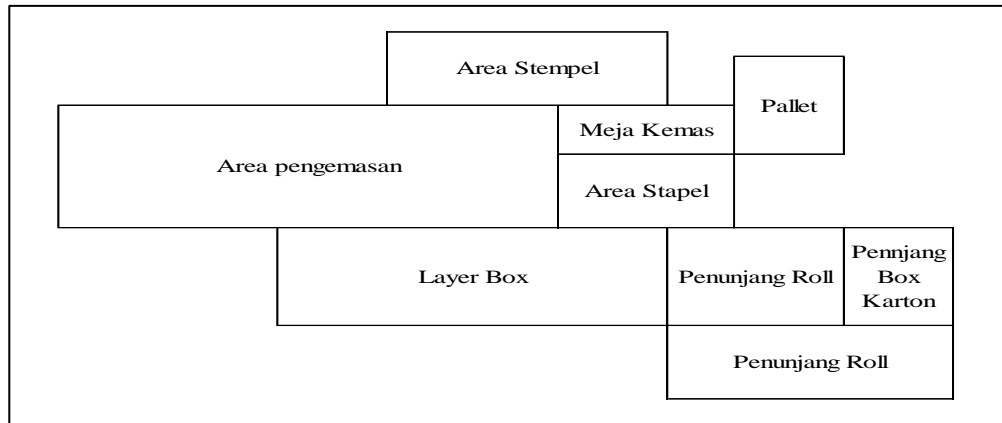 Area Stempel
Pallet
Meja Kemas
Area pengemasan
Area Stapel
Layer Box
Penunjang Roll
Pennjang
Box
Karton
Penunjang Roll